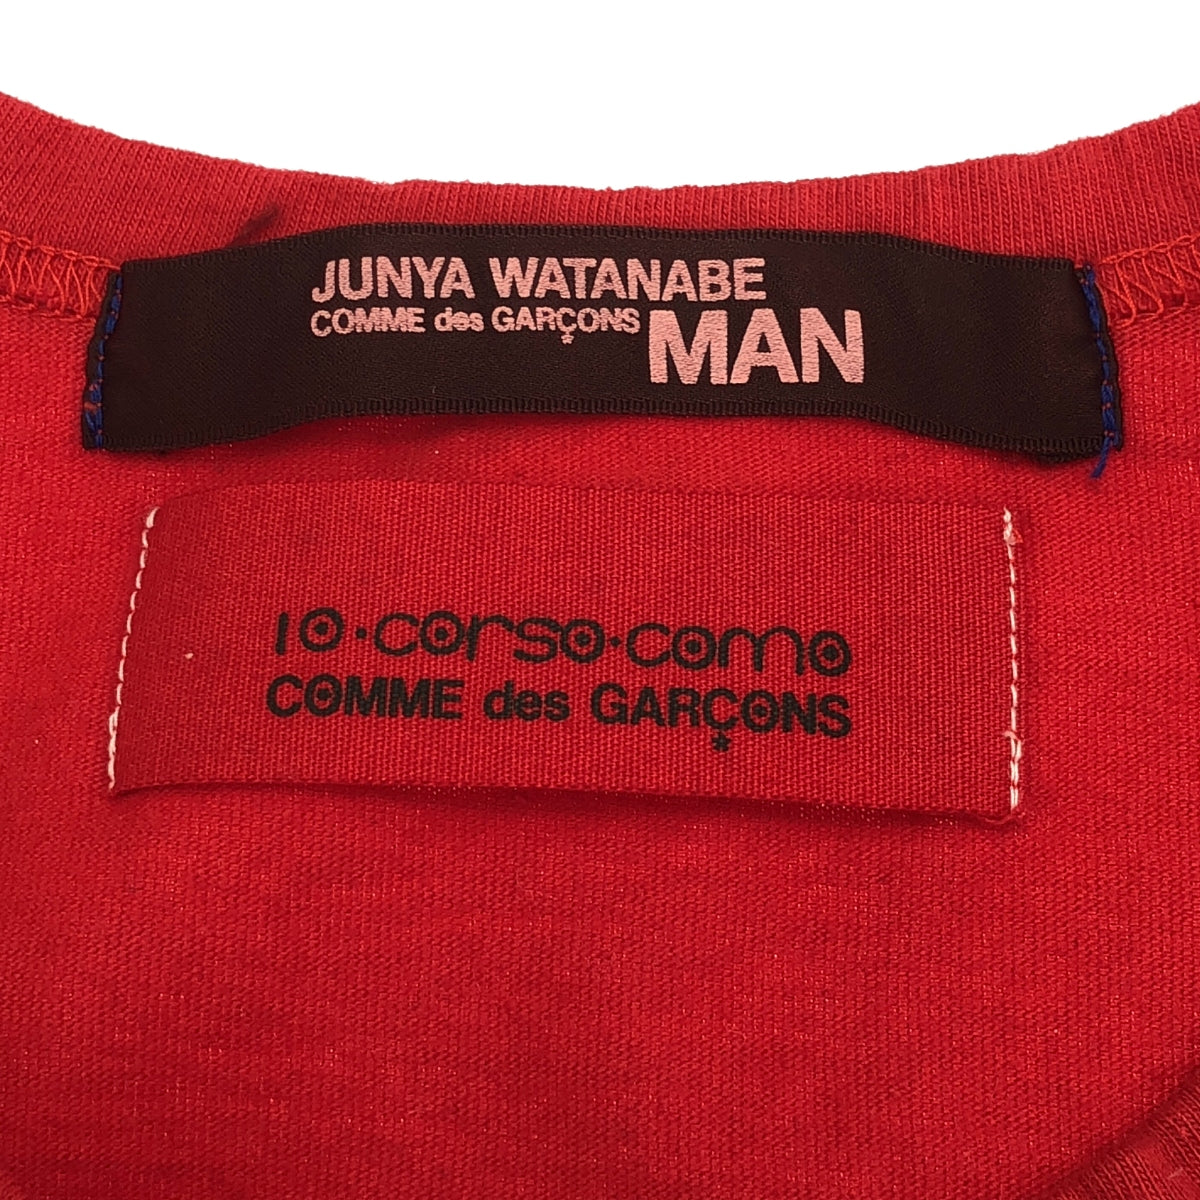 JUNYA WATANABE
COMME des GARÇONS MAN
10·corso·como
COMME des GARÇONS